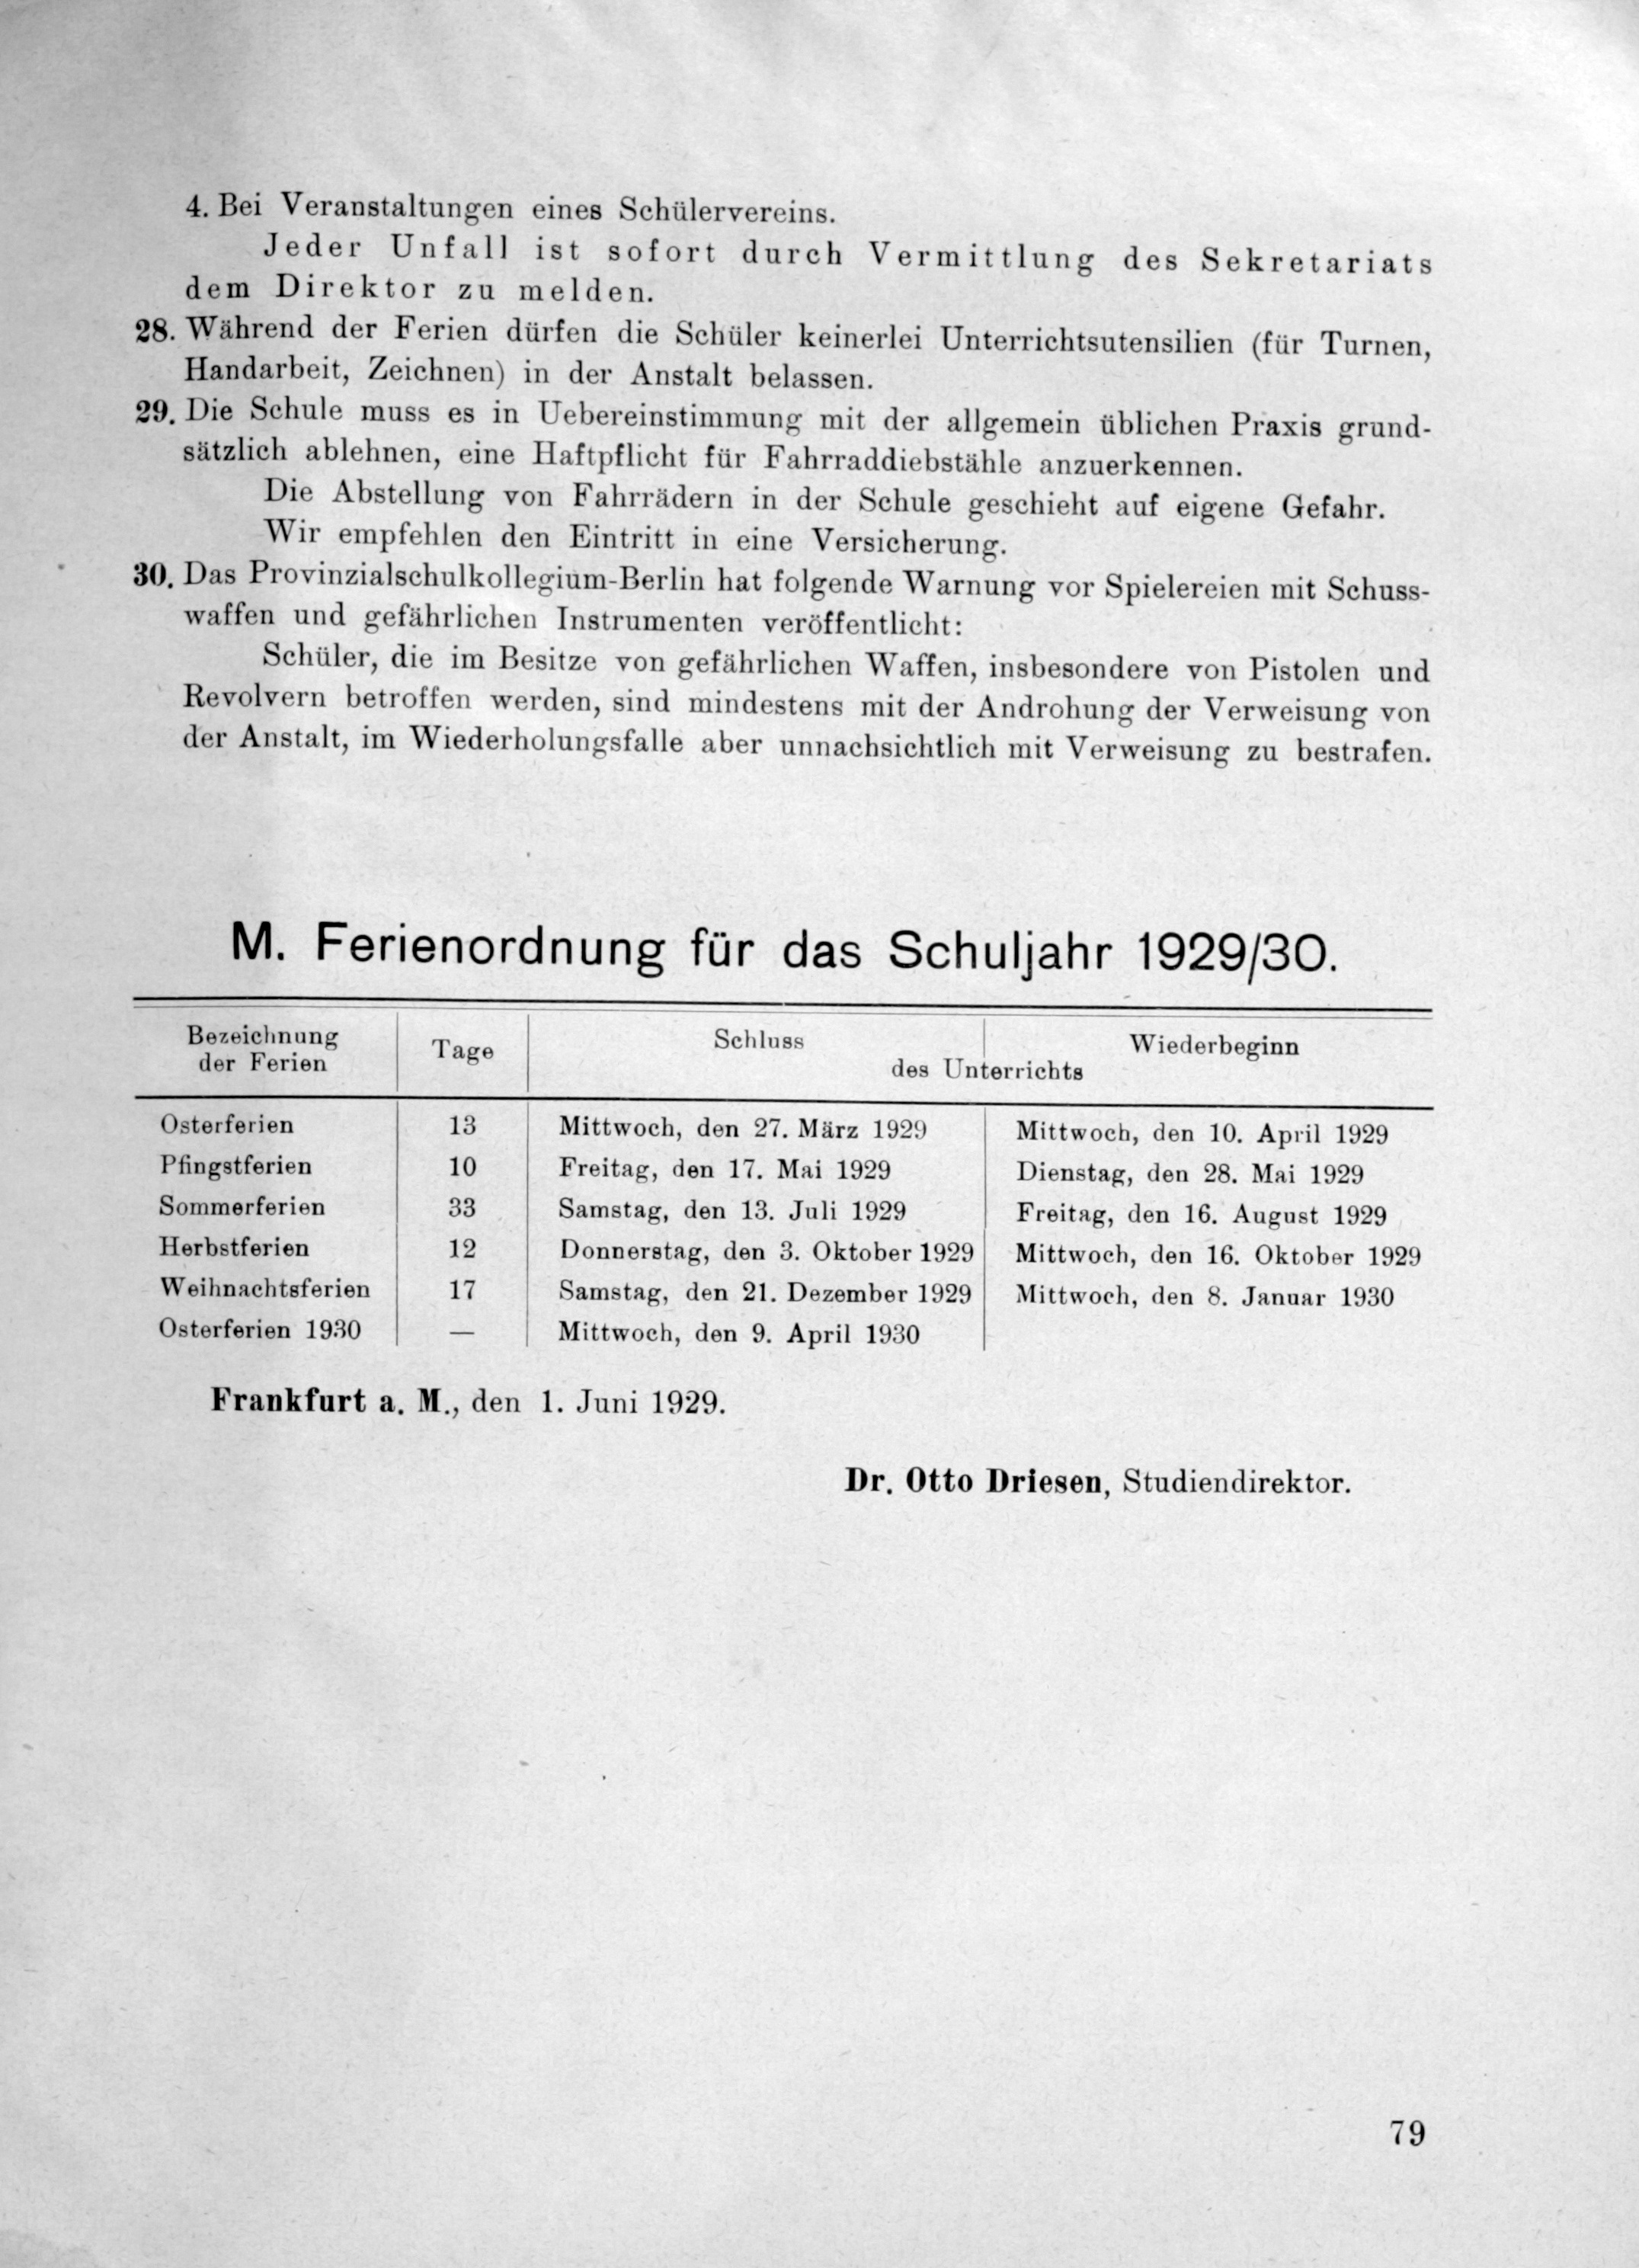 4. Bei Veranstaltungen eines Schülervereins.
Jeder Unfall ist sofort durch Vermittlung des Sekretariats
dem Direktor zu melden.
28. Während der Ferien dürfen die Schüler keinerlei Unterrichtsutensilien (für Turnen,
Handarbeit, Zeichnen) in der Anstalt belassen.
29. Die Schule muss es in Uebereinstimmung mit der allgemein üblichen Praxis grund-
sätzlich ablehnen, eine Haftpflicht für Fahrraddiebstähle anzuerkennen.
Die Abstellung von Fahrrädern in der Schule geschieht auf eigene Gefahr.
Wir empfehlen den Eintritt in eine Versicherung.
30. Das Provinzialschulkollegium-Berlin hat folgende Warnung vor Spielereien mit Schuss-
waffen und gefährlichen Instrumenten veröffentlicht:
Schüler, die im Besitze von gefährlichen Waffen, insbesondere von Pistolen und
Revolvern betroffen werden, sind mindestens mit der Androhung der Verweisung von
der Anstalt, im Wiederholungsfalle aber unnachsichtlich mit Verweisung zu bestrafen.
M. Ferienordnung für das Schuljahr 1929/30.
Bezeichnung der Ferien Tage Schluss Wiederbeginn
des Unterrichts
Osterferien 13 Mittwoch, den 27. März 1929 Mittwoch, den 10. April 1929
Pfingstferien 10 Freitag, den 17. Mai 1929 Dienstag, den 28. Mai 1929
Sommerferien 33 Samstag, den 13. Juli 1929 Freitag, den 16. August 1929
Herbstferien 12 Donnerstag, den 3. Oktober 1929 Mittwoch, den 16. Oktober 1929
Weihnachtsferien 17 Samstag, den 21. Dezember 1929 Mittwoch, den 8. Januar 1930
Osterferien 1930 — Mittwoch, den 9. April 1930
Frankfurt a. M., den 1. Juni 1929.
Dr. Otto Driesen, Studiendirektor.
79